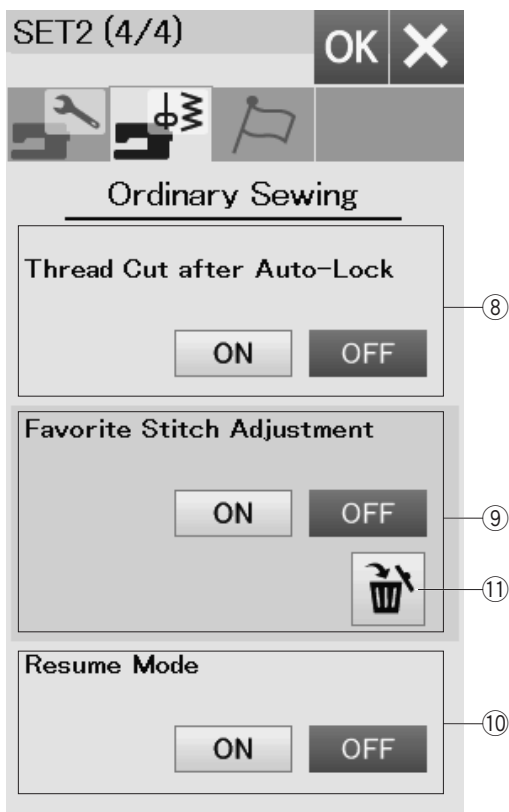 SET2 (4/4)
OK
Ordinary Sewing
Thread Cut after Auto-Lock
⑧
ON OFF
Favorite Stitch Adjustment
ON OFF
⑨
⑪
Resume Mode
⑩
ON OFF